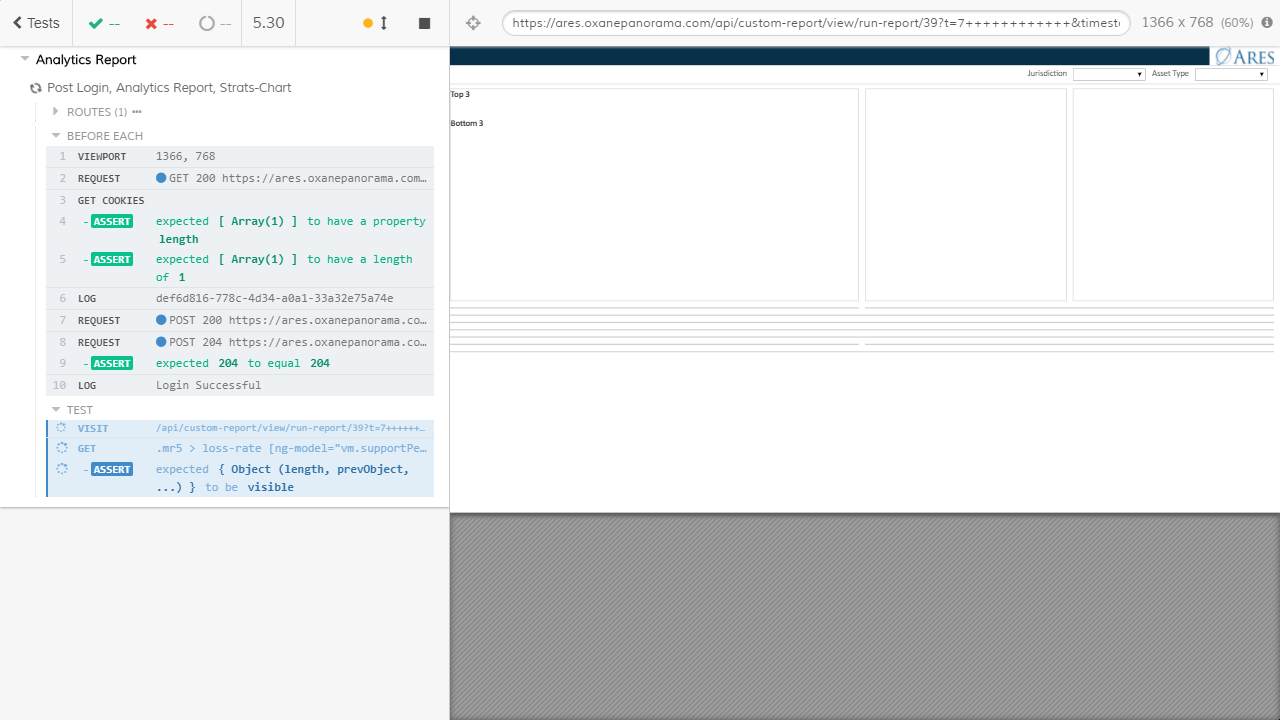 Tests
--
--
--
5.30
https://ares.oxanepanorama.com/api/custom-report/view/run-report/39?t=7++++++++++++&timest
1366 x 768 (60%)
Analytics Report
Post Login, Analytics Report, Strats-Chart
ROUTES (1)
BEFORE EACH
1 VIEWPORT 1366, 768
2 REQUEST GET 200 https://ares.oxanepanorama.com…
3 GET COOKIES
4 -ASSERT expected [ Array(1) ] to have a property
length
5 -ASSERT expected [ Array(1) ] to have a length
of 1
6 LOG def6d816-778c-4d34-a0a1-33a32e75a74e
7 REQUEST POST 200 https://ares.oxanepanorama.co…
8 REQUEST POST 204 https://ares.oxanepanorama.co…
9 -ASSERT expected 204 to equal 204
10 LOG Login Successful
TEST
VISIT /api/custom-report/view/run-report/39?t=7++++++…
GET .mr5 > loss-rate [ng-model="vm.supportPe…
-ASSERT expected { Object (length, prevObject,
...) } to be visible
ARES
Jurisdiction
Asset Type
Top 3
Bottom 3